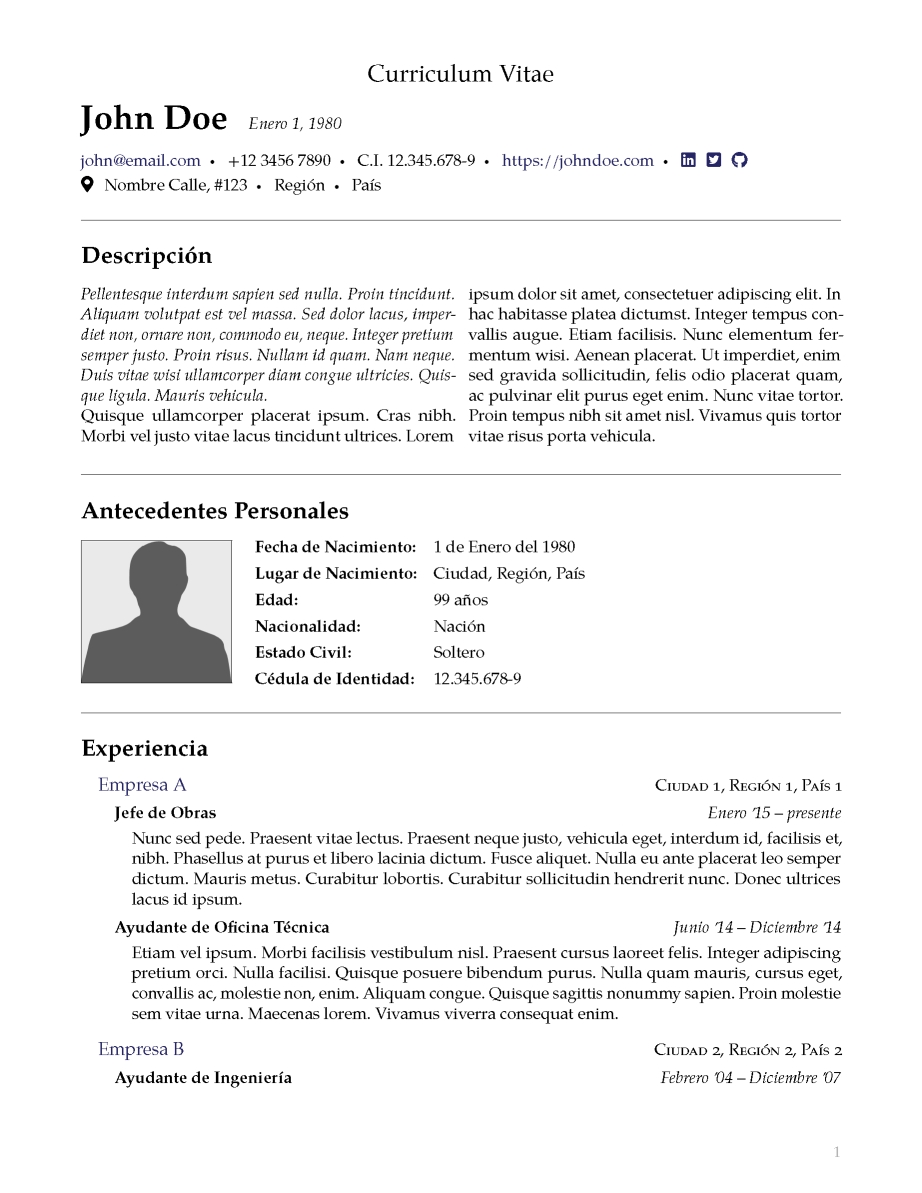 Curriculum Vitae
John Doe Enero 1, 1980
john@email.com • +12 3456 7890 • C.I. 12.345.678-9 • https://johndoe.com •
Nombre Calle, #123 • Región • País
Descripción
Pellentesque interdum sapien sed nulla. Proin tincidunt.
Aliquam volutpat est vel massa. Sed dolor lacus, imper-
diet non, ornare non, commodo eu, neque. Integer pretium
semper justo. Proin risus. Nullam id quam. Nam neque.
Duis vitae wisi ullamcorper diam congue ultricies. Quis-
que ligula. Mauris vehicula.
Quisque ullamcorper placerat ipsum. Cras nibh.
Morbi vel justo vitae lacus tincidunt ultrices. Lorem
ipsum dolor sit amet, consectetuer adipiscing elit. In
hac habitasse platea dictumst. Integer tempus con-
vallis augue. Etiam facilisis. Nunc elementum fer-
mentum wisi. Aenean placerat. Ut imperdiet, enim
sed gravida sollicitudin, felis odio placerat quam,
ac pulvinar elit purus eget enim. Nunc vitae tortor.
Proin tempus nibh sit amet nisl. Vivamus quis tortor
vitae risus porta vehicula.
Antecedentes Personales
Fecha de Nacimiento: 1 de Enero del 1980
Lugar de Nacimiento: Ciudad, Región, País
Edad: 99 años
Nacionalidad: Nación
Estado Civil: Soltero
Cédula de Identidad: 12.345.678-9
Experiencia
Empresa A Ciudad 1, Región 1, País 1
Jefe de Obras Enero '15 – presente
Nunc sed pede. Praesent vitae lectus. Praesent neque justo, vehicula eget, interdum id, facilisis et,
nibh. Phasellus at purus et libero lacinia dictum. Fusce aliquet. Nulla eu ante placerat leo semper
dictum. Mauris metus. Curabitur lobortis. Curabitur sollicitudin hendrerit nunc. Donec ultrices
lacus id ipsum.
Ayudante de Oficina Técnica Junio '14 – Diciembre '14
Etiam vel ipsum. Morbi facilisis vestibulum nisl. Praesent cursus laoreet felis. Integer adipiscing
pretium orci. Nulla facilisi. Quisque posuere bibendum purus. Nulla quam mauris, cursus eget,
convallis ac, molestie non, enim. Aliquam congue. Quisque sagittis nonummy sapien. Proin molestie
sem vitae urna. Maecenas lorem. Vivamus viverra consequat enim.
Empresa B Ciudad 2, Región 2, País 2
Ayudante de Ingeniería Febrero '04 – Diciembre '07
1